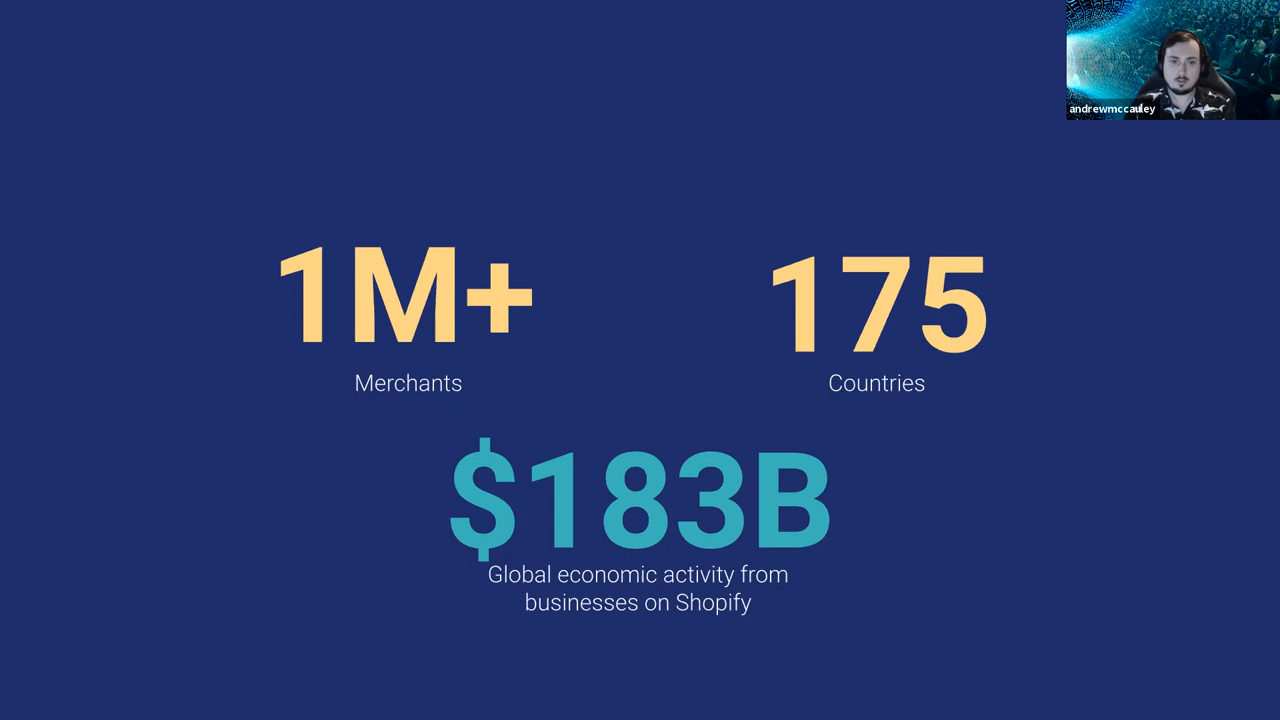 andrewmccauley
1M+
175
Merchants
Countries
$183B
Global economic activity from
businesses on Shopify